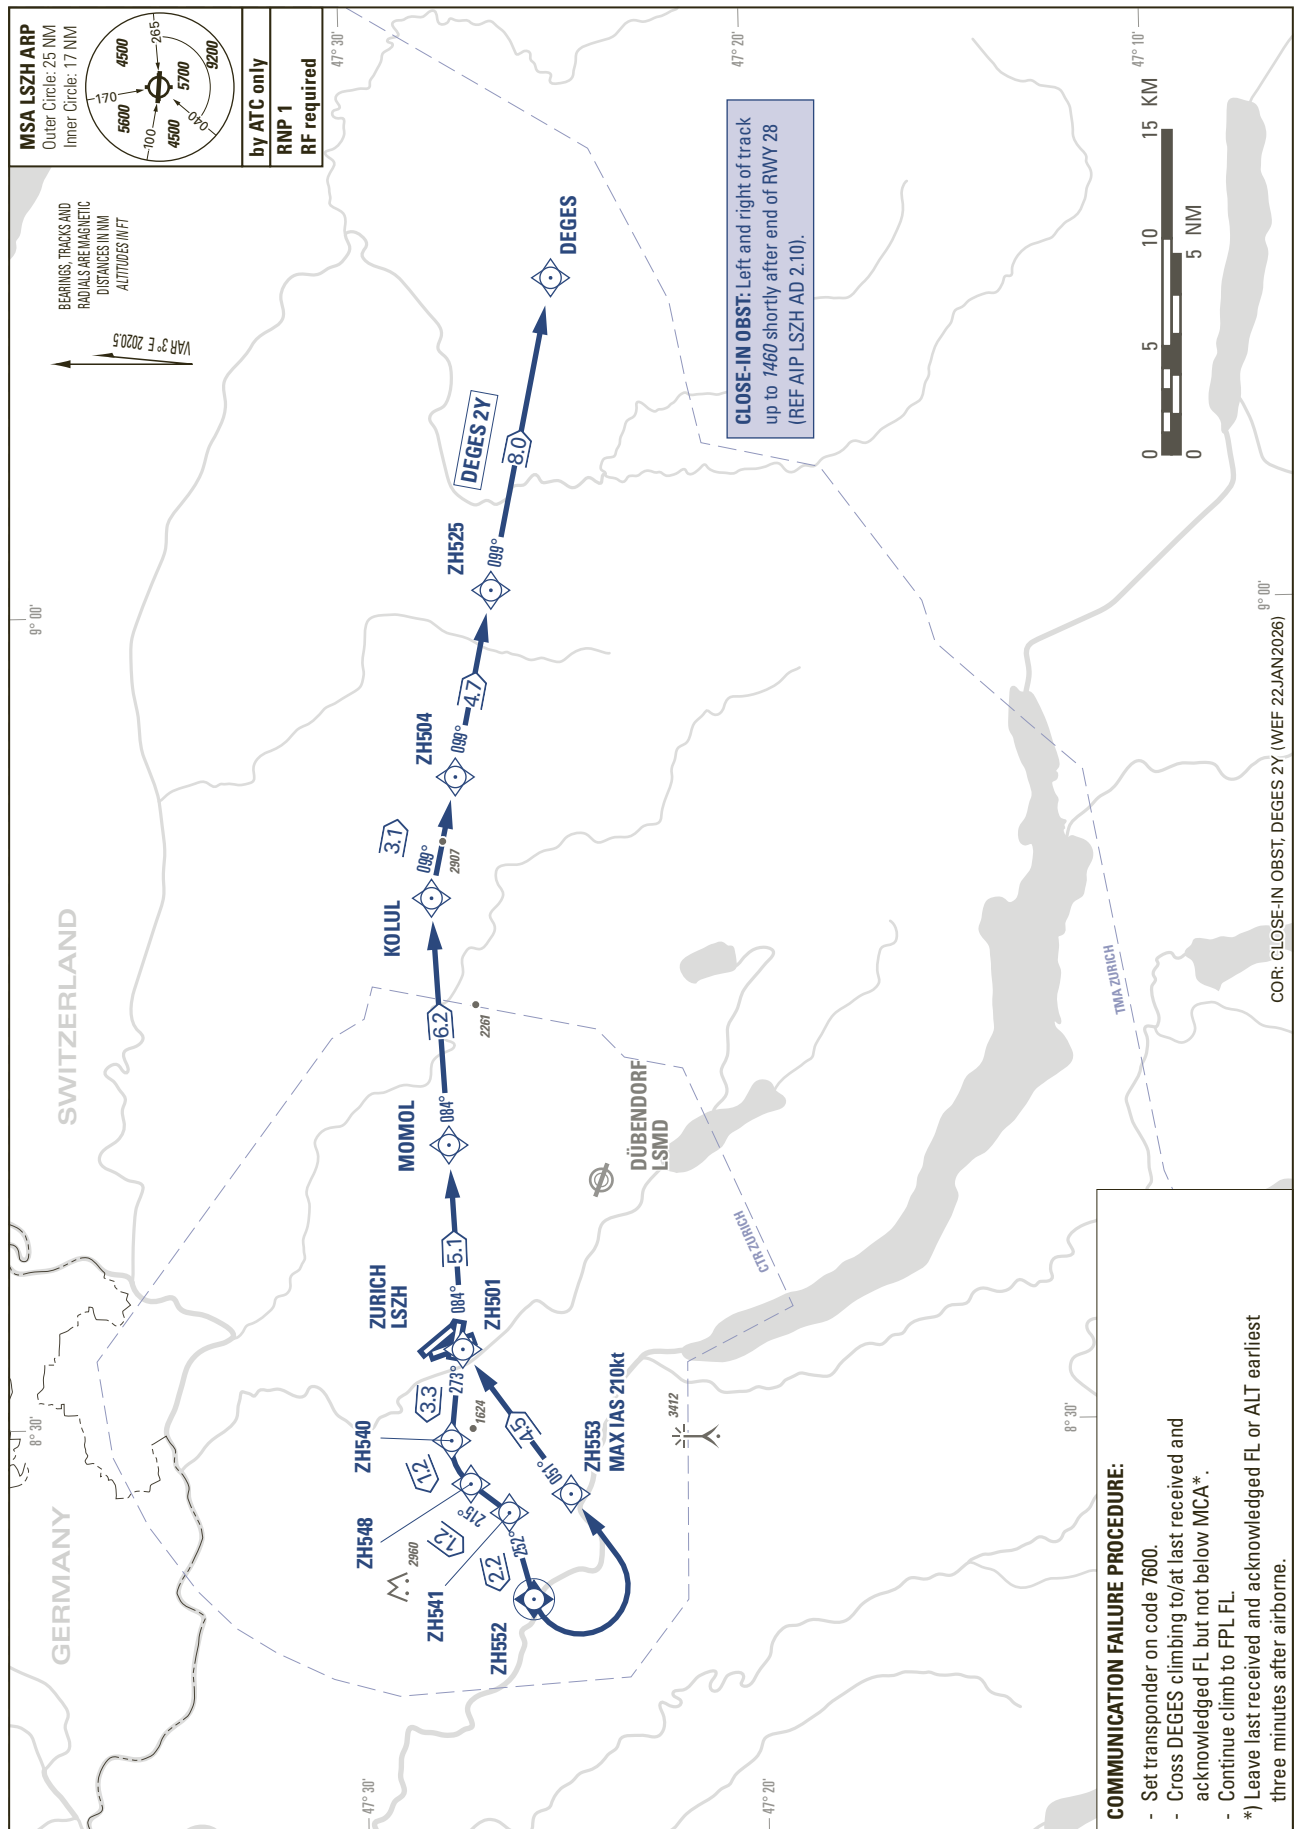 MSA LSZH ARP
Outer Circle: 25 NM
Inner Circle: 17 NM
170
265
100
040
5600
4500
4500
5700
9200
by ATC only
RNP 1
RF required
BEARINGS, TRACKS AND
RADIALS ARE MAGNETIC
DISTANCES IN NM
ALTITUDES IN FT
VAR 3° E 2020.5
47° 30'
47° 20'
47° 10'
9° 00'
9° 00'
8° 30'
8° 30'
47° 30'
47° 20'
GERMANY
SWITZERLAND
ZH552
252°
2.2
ZH541
1.2
215°
ZH548
1.2
ZH540
3.3
273°
2960
1624
ZURICH
LSZH
ZH501
084°
5.1
MOMOL
084°
6.2
2261
KOLUL
099°
3.1
2907
ZH504
099°
4.7
ZH525
099°
8.0
DEGES 2Y
DEGES
ZH553
MAX IAS 210kt
051°
4.5
3412
DÜBENDORF
LSMD
CTR ZURICH
TMA ZURICH
CLOSE-IN OBST: Left and right of track
up to 1460 shortly after end of RWY 28
(REF AIP LSZH AD 2.10).
0 5 10 15 KM
0 5 NM
COMMUNICATION FAILURE PROCEDURE:
- Set transponder on code 7600.
- Cross DEGES climbing to/at last received and
acknowledged FL but not below MCA*.
- Continue climb to FPL FL.
*) Leave last received and acknowledged FL or ALT earliest
three minutes after airborne.
COR: CLOSE-IN OBST, DEGES 2Y (WEF 22JAN2026)